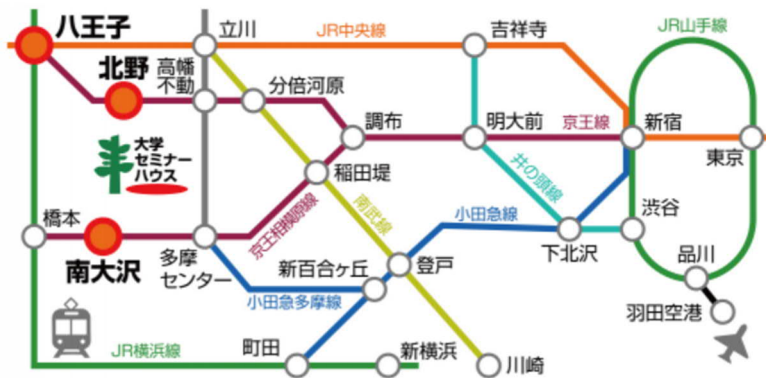 八王子
立川
JR中央線
吉祥寺
JR山手線
北野
高幡
不動
分倍河原
調布
明大前
京王線
新宿
東京
大学
セミナー
ハウス
稲田堤
井の頭線
橋本
京王相模原線
南武線
小田急線
渋谷
南大沢
多摩
センター
新百合ヶ丘
登戸
下北沢
品川
小田急多摩線
羽田空港
JR横浜線
町田
新横浜
川崎